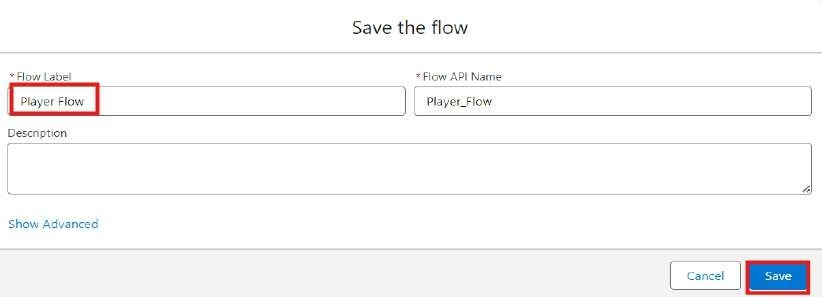 Save the flow
* Flow Label
* Flow API Name
Player Flow
Player_Flow
Description
Show Advanced
Cancel
Save